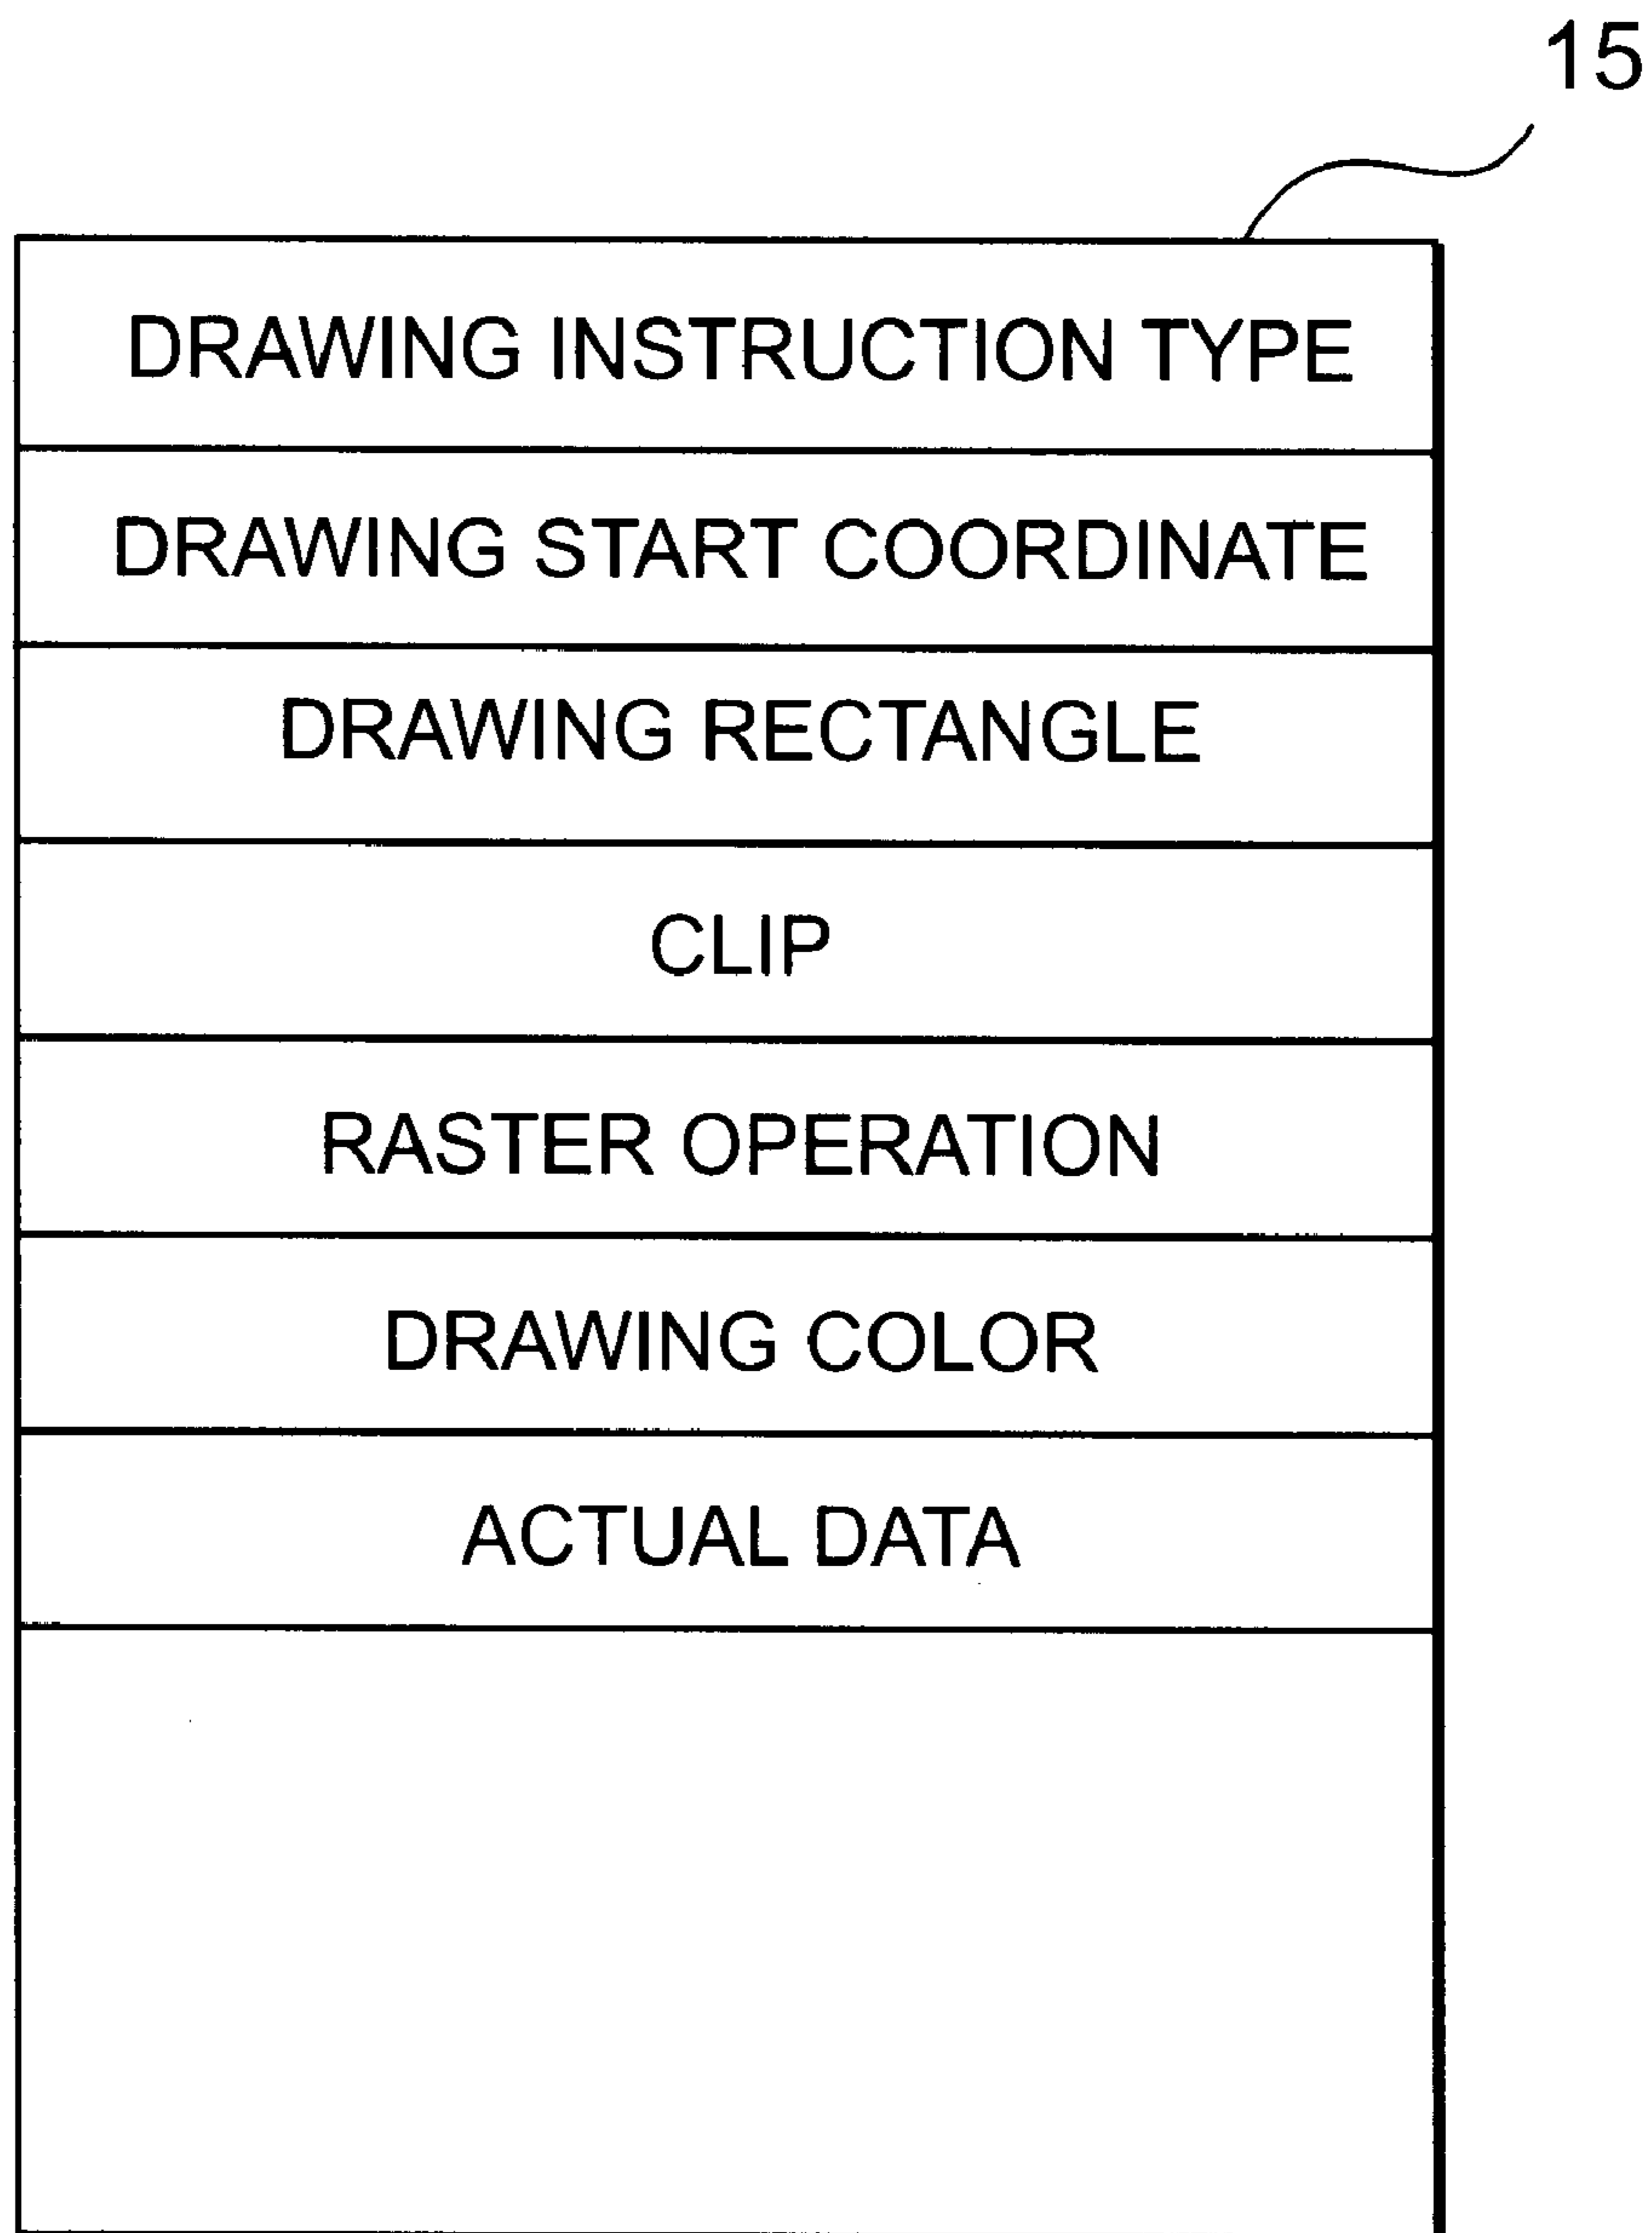 15
DRAWING INSTRUCTION TYPE
DRAWING START COORDINATE
DRAWING RECTANGLE
CLIP
RASTER OPERATION
DRAWING COLOR
ACTUAL DATA